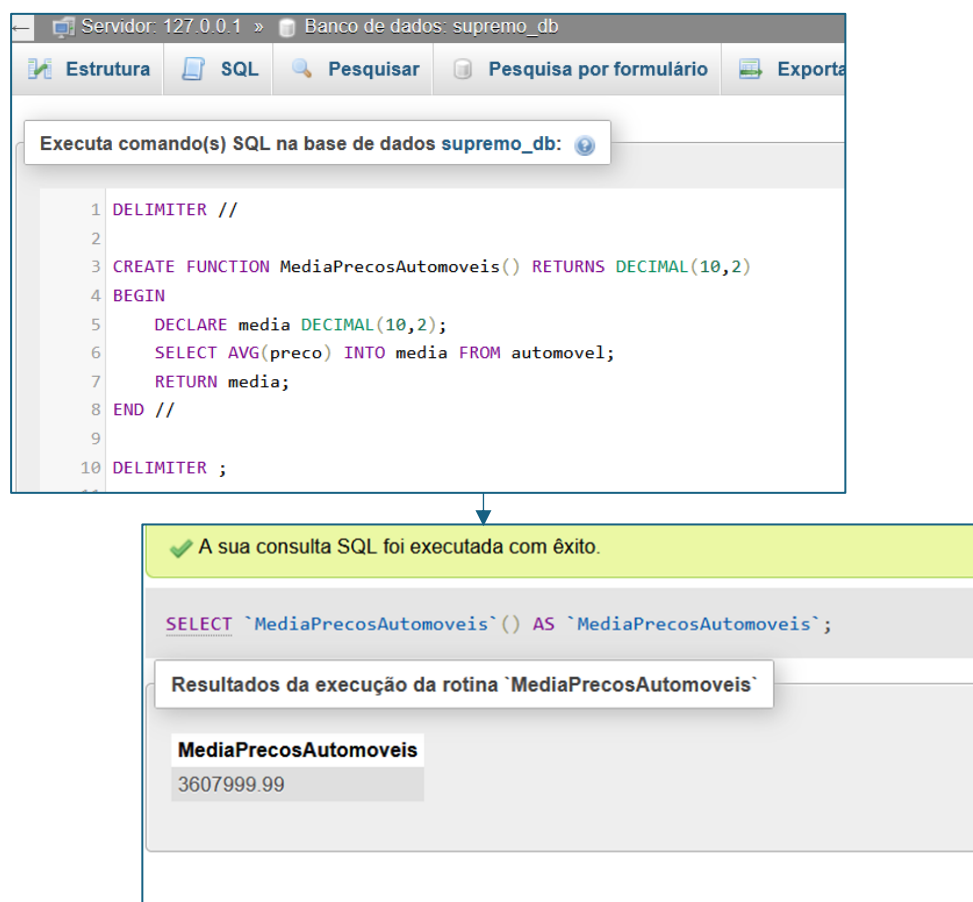 ← Servidor: 127.0.0.1 » Banco de dados: supremo_db
Estrutura SQL Pesquisar Pesquisa por formulário Exporta
Executa comando(s) SQL na base de dados supremo_db:
1 DELIMITER //
2
3 CREATE FUNCTION MediaPrecosAutomoveis() RETURNS DECIMAL(10,2)
4 BEGIN
5 DECLARE media DECIMAL(10,2);
6 SELECT AVG(preco) INTO media FROM automovel;
7 RETURN media;
8 END //
9
10 DELIMITER ;
A sua consulta SQL foi executada com êxito.
SELECT `MediaPrecosAutomoveis`() AS `MediaPrecosAutomoveis`;
Resultados da execução da rotina `MediaPrecosAutomoveis`
MediaPrecosAutomoveis
3607999.99